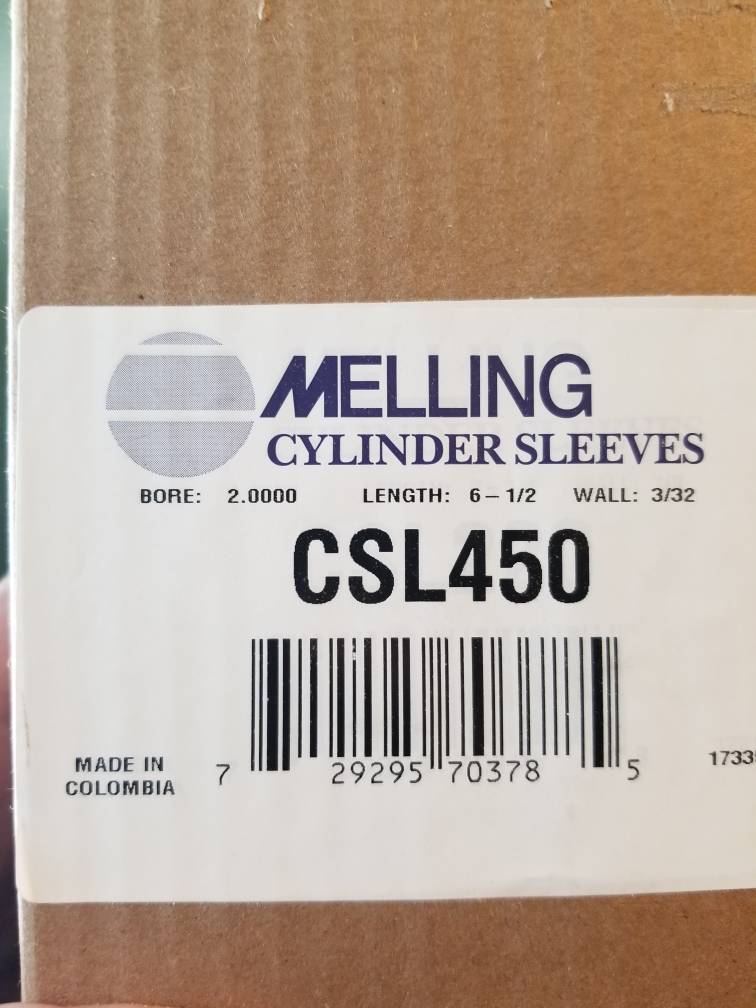 MELLING
CYLINDER SLEEVES
BORE: 2.0000 LENGTH: 6-1/2 WALL: 3/32
CSL450
MADE IN
COLOMBIA
7 29295 70378 5